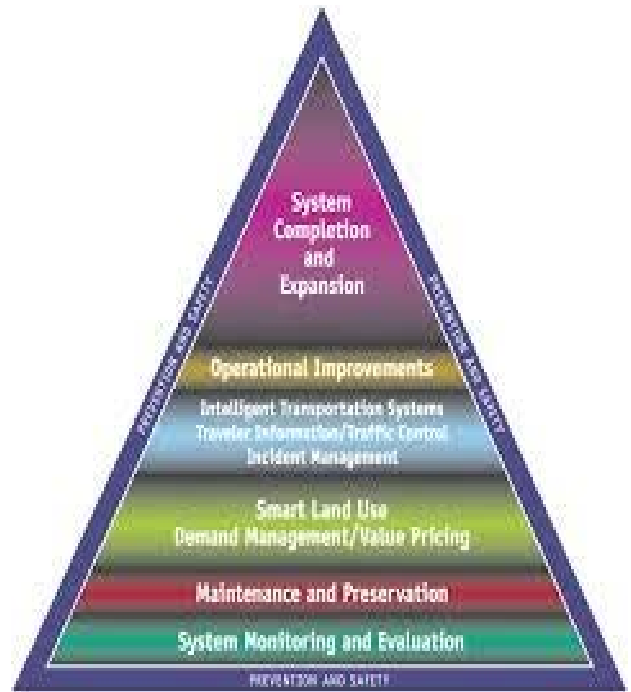 System
Completion
and
Expansion
Operational Improvements
Intelligent Transportation Systems
Traveler Information/Traffic Control
Incident Management
Smart Land Use
Demand Management/Value Pricing
Maintenance and Preservation
System Monitoring and Evaluation
PREVENTION AND SAFETY
PREVENTION AND SAFETY
PREVENTION AND SAFETY